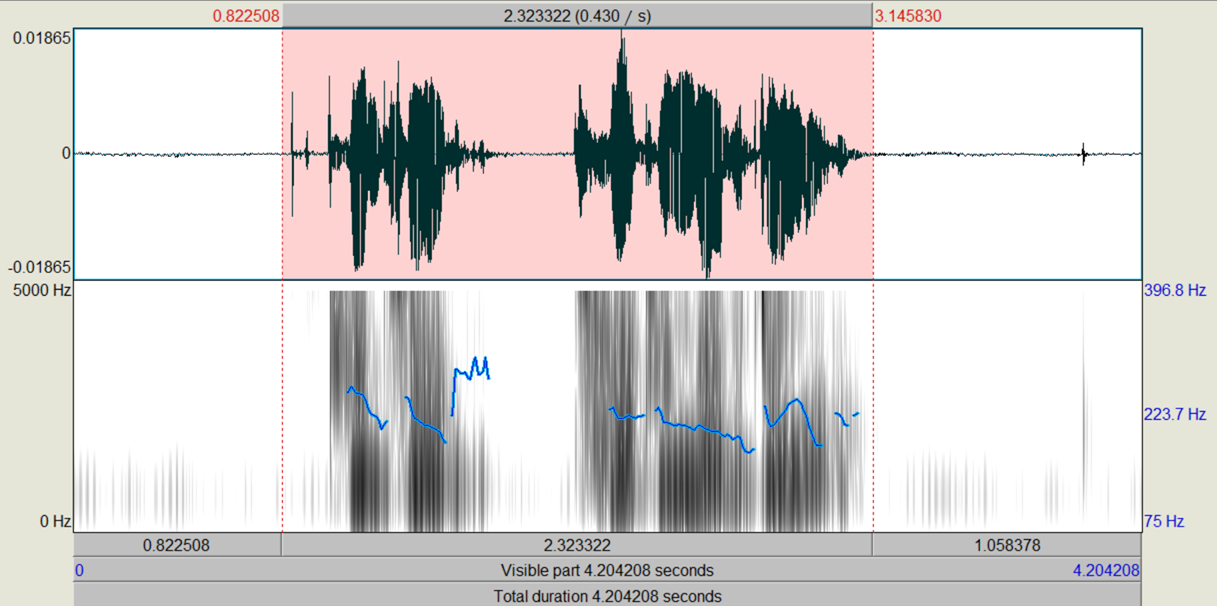 0.822508 2.323322 (0.430 / s) 3.145830
0.01865
0
-0.01865
5000 Hz 396.8 Hz
223.7 Hz
0 Hz 75 Hz
0.822508 2.323322 1.058378
0 Visible part 4.204208 seconds 4.204208
Total duration 4.204208 seconds